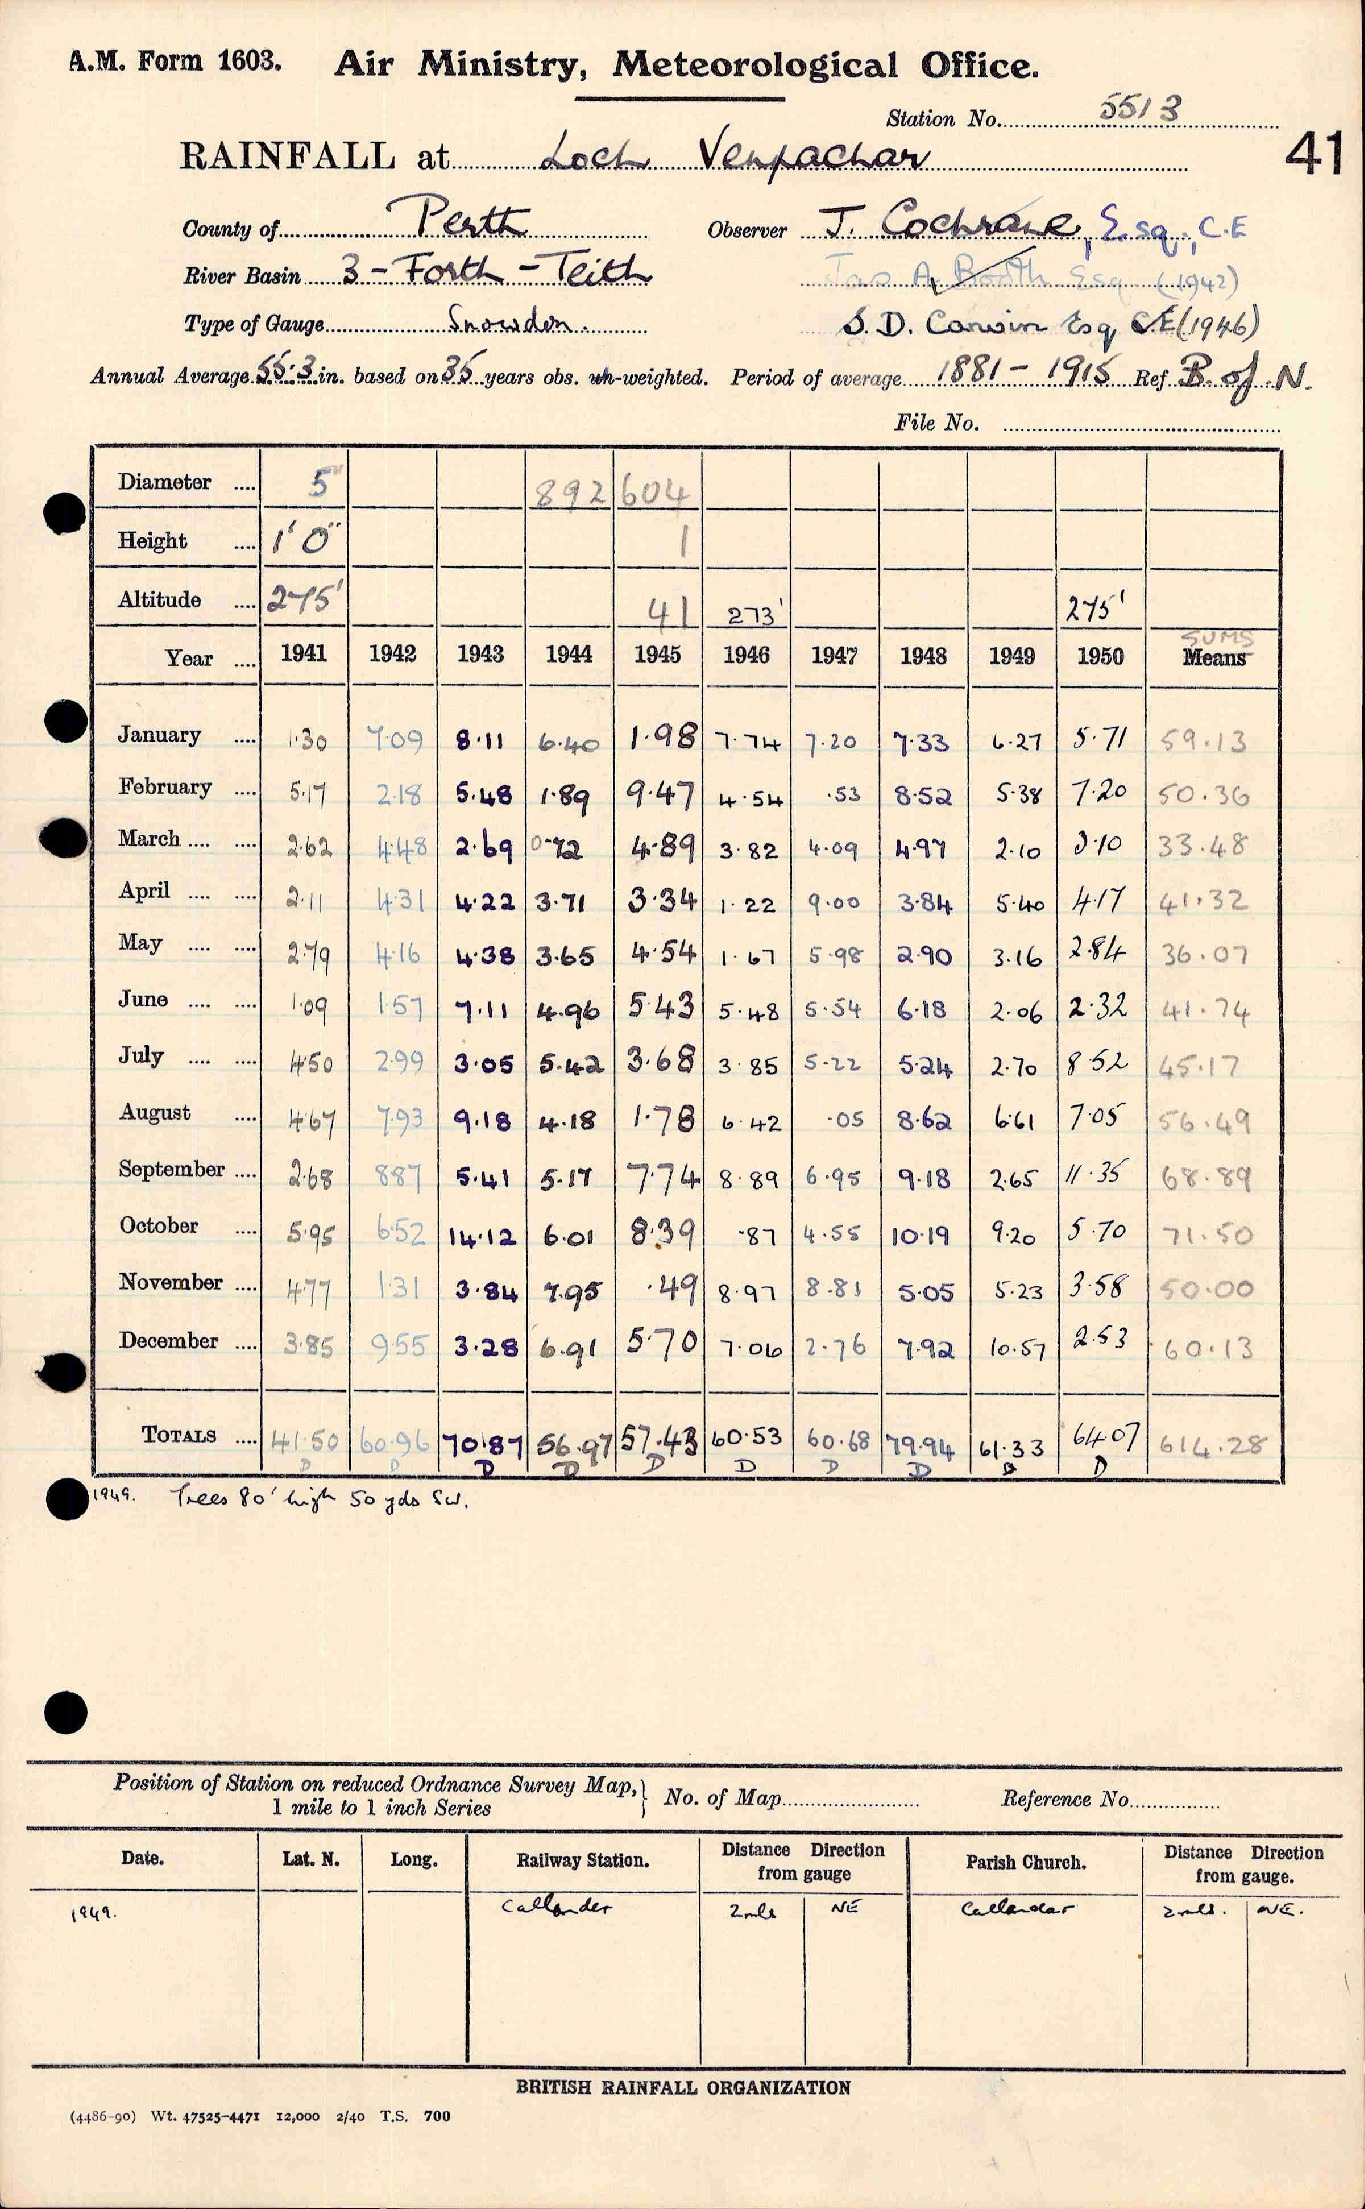 A.M. Form 1603. Air Ministry, Meteorological Office.
Station No. 5513
RAINFALL at Loch Venpachar
41
County of Perth Observer J. Cochrane, Esq., C.E
River Basin 3 - Forth - Teith Jas A. Booth Esq (1942)
Type of Gauge Snowdon. S. D. Canvin Esq C.E (1946)
Annual Average 55.3 in. based on 35 years obs. un-weighted. Period of average 1881 - 1915 Ref B. of N.
File No.
Diameter .... 5" 892 604
Height .... 1' 0" 1
Altitude .... 275' 41 273' 275'
SUMS
Year .... 1941 1942 1943 1944 1945 1946 1947 1948 1949 1950 Means
January .... 1.30 7.09 8.11 6.40 1.98 7.74 7.20 7.33 6.27 5.71 59.13
February .... 5.17 2.18 5.48 1.89 9.47 4.54 .53 8.52 5.38 7.20 50.36
March .... .... 2.62 4.48 2.69 0.72 4.89 3.82 4.09 4.97 2.10 3.10 33.48
April .... .... 2.11 4.31 4.22 3.71 3.34 1.22 9.00 3.84 5.40 4.17 41.32
May .... .... 2.79 4.16 4.38 3.65 4.54 1.67 5.98 2.90 3.16 2.84 36.07
June .... .... 1.09 1.57 7.11 4.96 5.43 5.48 5.54 6.18 2.06 2.32 41.74
July .... .... 4.50 2.99 3.05 5.42 3.68 3.85 5.22 5.24 2.70 8.52 45.17
August .... 4.67 7.93 9.18 4.18 1.78 6.42 .05 8.62 6.61 7.05 56.49
September .... 2.68 8.87 5.41 5.17 7.74 8.89 6.95 9.18 2.65 11.35 68.89
October .... 5.95 6.52 14.12 6.01 8.39 .87 4.55 10.19 9.20 5.70 71.50
November .... 4.77 1.31 3.84 7.95 .49 8.97 8.81 5.05 5.23 3.58 50.00
December .... 3.85 9.55 3.28 6.91 5.70 7.06 2.76 7.92 10.57 2.53 60.13
TOTALS .... 41.50 60.96 70.87 56.97 57.43 60.53 60.68 79.94 61.33 64.07 614.28
D D D D D D D D D D
1949. Trees 80' high 50 yds SW.
Position of Station on reduced Ordnance Survey Map, } No. of Map Reference No
1 mile to 1 inch Series
Date. Lat. N. Long. Railway Station. Distance Direction from gauge Parish Church. Distance Direction from gauge.
1949. Callander 2 mls NE Callander 2 mls. NE.
BRITISH RAINFALL ORGANIZATION
(4486-90) Wt. 47525-4471 12,000 2/40 T.S. 700